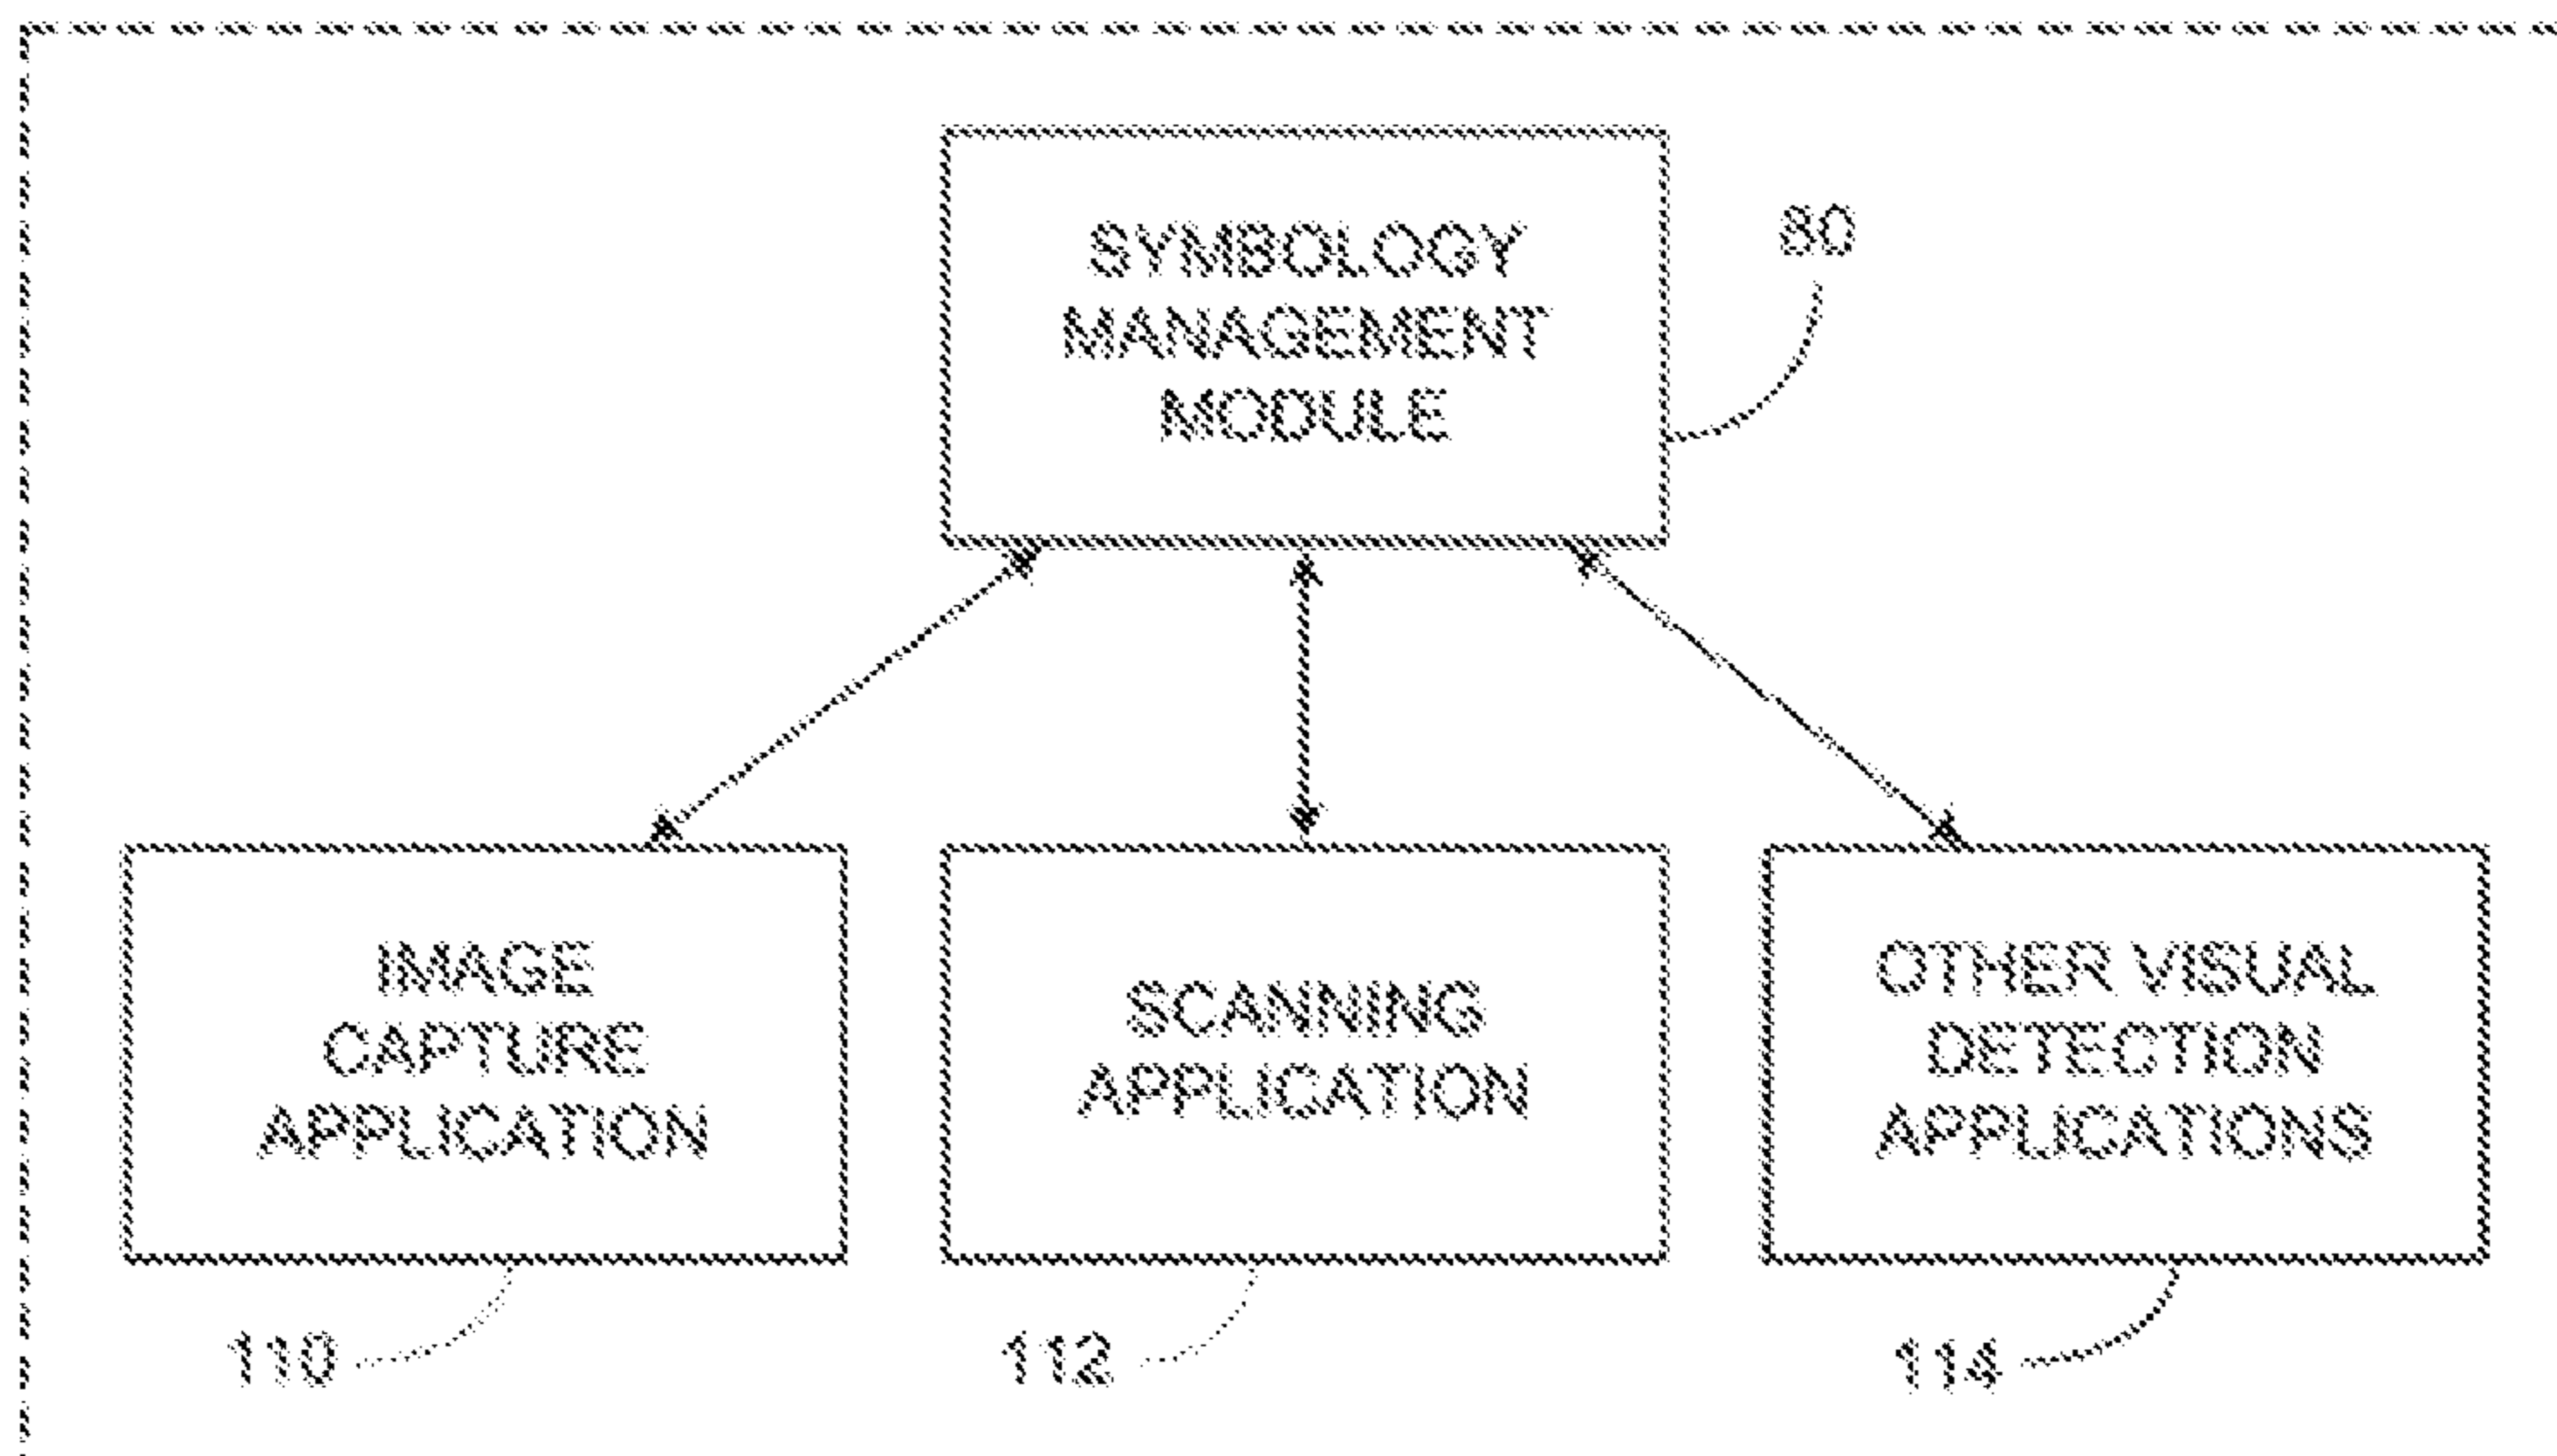 SYMBOLOGY
MANAGEMENT
MODULE
80
IMAGE
CAPTURE
APPLICATION
SCANNING
APPLICATION
OTHER VISUAL
DETECTION
APPLICATIONS
110
112
114